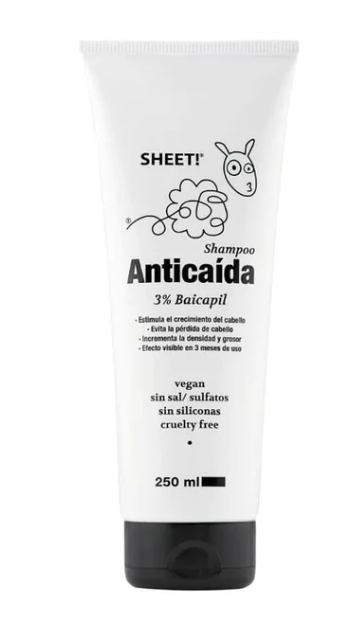 SHEET!®
®
Shampoo
Anticaída
3% Baicapil
· Estimula el crecimiento del cabello
· Evita la pérdida de cabello
· Incrementa la densidad y grosor
· Efecto visible en 3 meses de uso
vegan
sin sal/ sulfatos
sin siliconas
cruelty free
250 ml